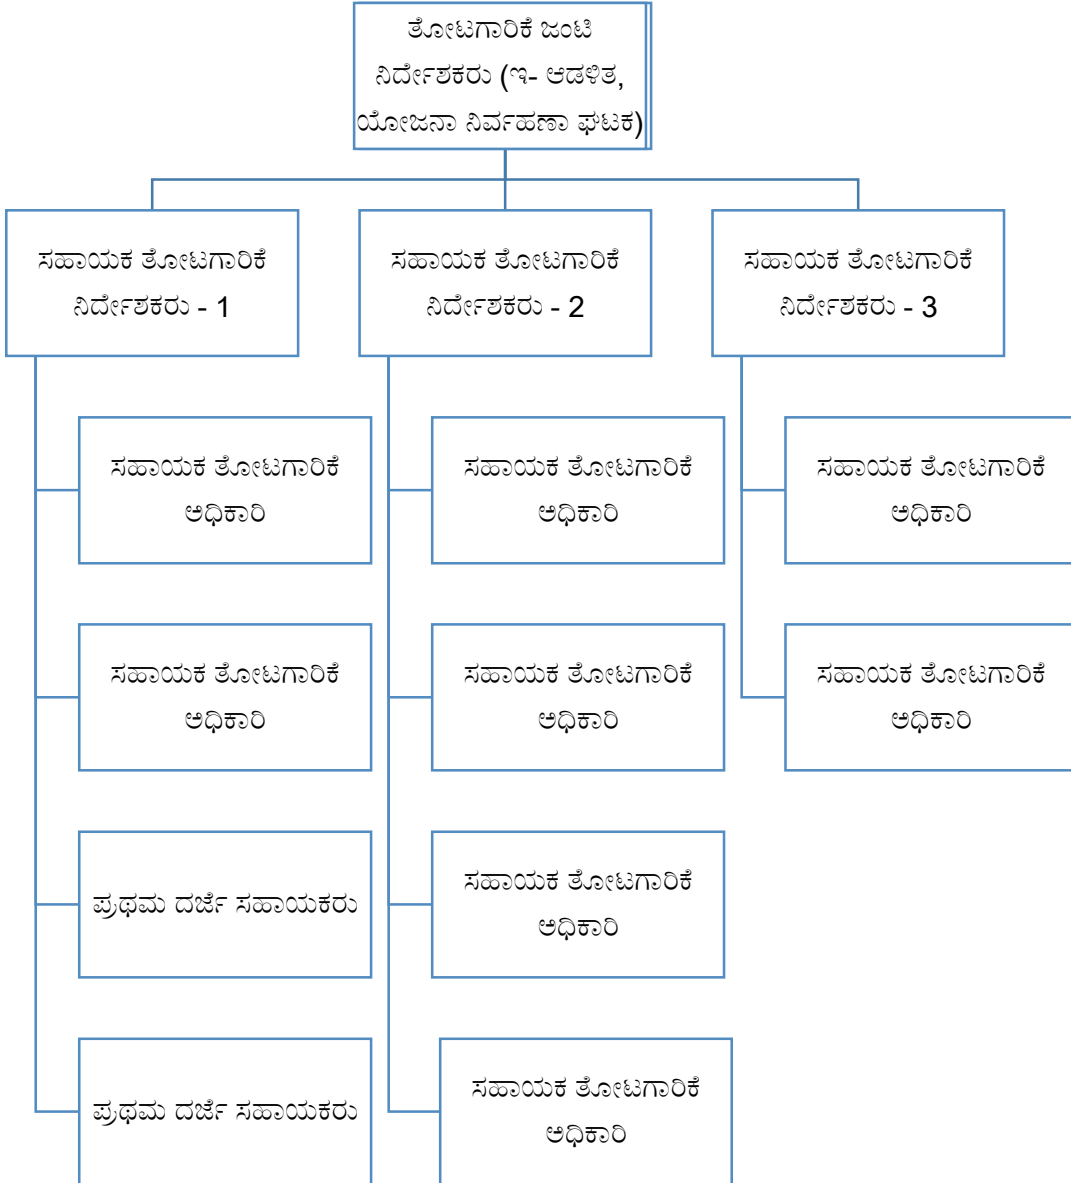 ತೋಟಗಾರಿಕೆ ಜಂಟಿ
ನಿರ್ದೇಶಕರು (ಇ- ಆಡಳಿತ,
ಯೋಜನಾ ನಿರ್ವಹಣಾ ಘಟಕ)
ಸಹಾಯಕ ತೋಟಗಾರಿಕೆ
ನಿರ್ದೇಶಕರು - 1
ಸಹಾಯಕ ತೋಟಗಾರಿಕೆ
ಅಧಿಕಾರಿ
ಸಹಾಯಕ ತೋಟಗಾರಿಕೆ
ಅಧಿಕಾರಿ
ಪ್ರಥಮ ದರ್ಜೆ ಸಹಾಯಕರು
ಪ್ರಥಮ ದರ್ಜೆ ಸಹಾಯಕರು
ಸಹಾಯಕ ತೋಟಗಾರಿಕೆ
ನಿರ್ದೇಶಕರು - 2
ಸಹಾಯಕ ತೋಟಗಾರಿಕೆ
ಅಧಿಕಾರಿ
ಸಹಾಯಕ ತೋಟಗಾರಿಕೆ
ಅಧಿಕಾರಿ
ಸಹಾಯಕ ತೋಟಗಾರಿಕೆ
ಅಧಿಕಾರಿ
ಸಹಾಯಕ ತೋಟಗಾರಿಕೆ
ಅಧಿಕಾರಿ
ಸಹಾಯಕ ತೋಟಗಾರಿಕೆ
ನಿರ್ದೇಶಕರು - 3
ಸಹಾಯಕ ತೋಟಗಾರಿಕೆ
ಅಧಿಕಾರಿ
ಸಹಾಯಕ ತೋಟಗಾರಿಕೆ
ಅಧಿಕಾರಿ